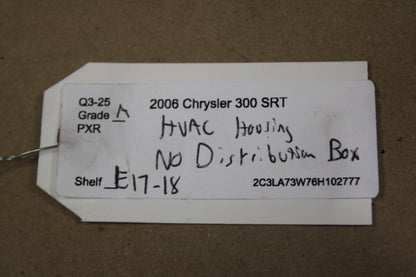 Q3-25 2006 Chrysler 300 SRT
Grade A
PXR HVAC Housing
NO Distribution Box
Shelf E17-18 2C3LA73W76H102777